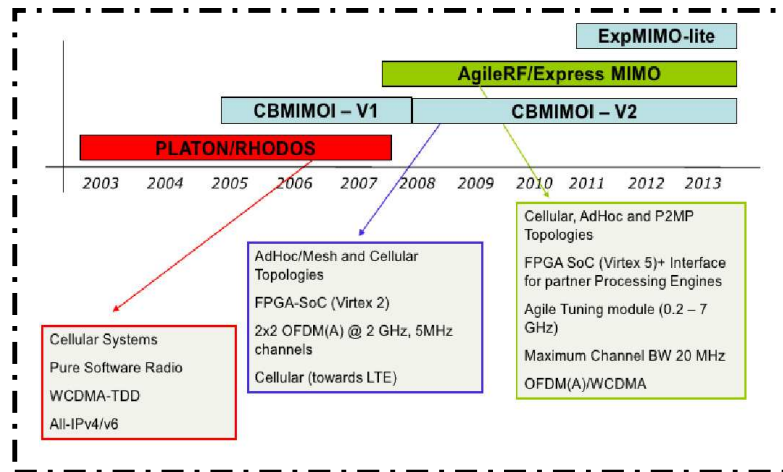 ExpMIMO-lite
AgileRF/Express MIMO
CBMIMOI – V1
CBMIMOI – V2
PLATON/RHODOS
2003 2004 2005 2006 2007 2008 2009 2010 2011 2012 2013
Cellular Systems
Pure Software Radio
WCDMA-TDD
All-IPv4/v6
AdHoc/Mesh and Cellular
Topologies
FPGA-SoC (Virtex 2)
2x2 OFDM(A) @ 2 GHz, 5MHz
channels
Cellular (towards LTE)
Cellular, AdHoc and P2MP
Topologies
FPGA SoC (Virtex 5)+ Interface
for partner Processing Engines
Agile Tuning module (0.2 – 7
GHz)
Maximum Channel BW 20 MHz
OFDM(A)/WCDMA